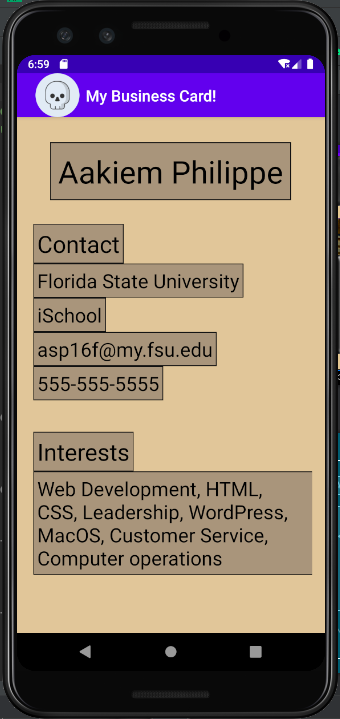 6:59
My Business Card!
Aakiem Philippe
Contact
Florida State University
iSchool
asp16f@my.fsu.edu
555-555-5555
Interests
Web Development, HTML,
CSS, Leadership, WordPress,
MacOS, Customer Service,
Computer operations